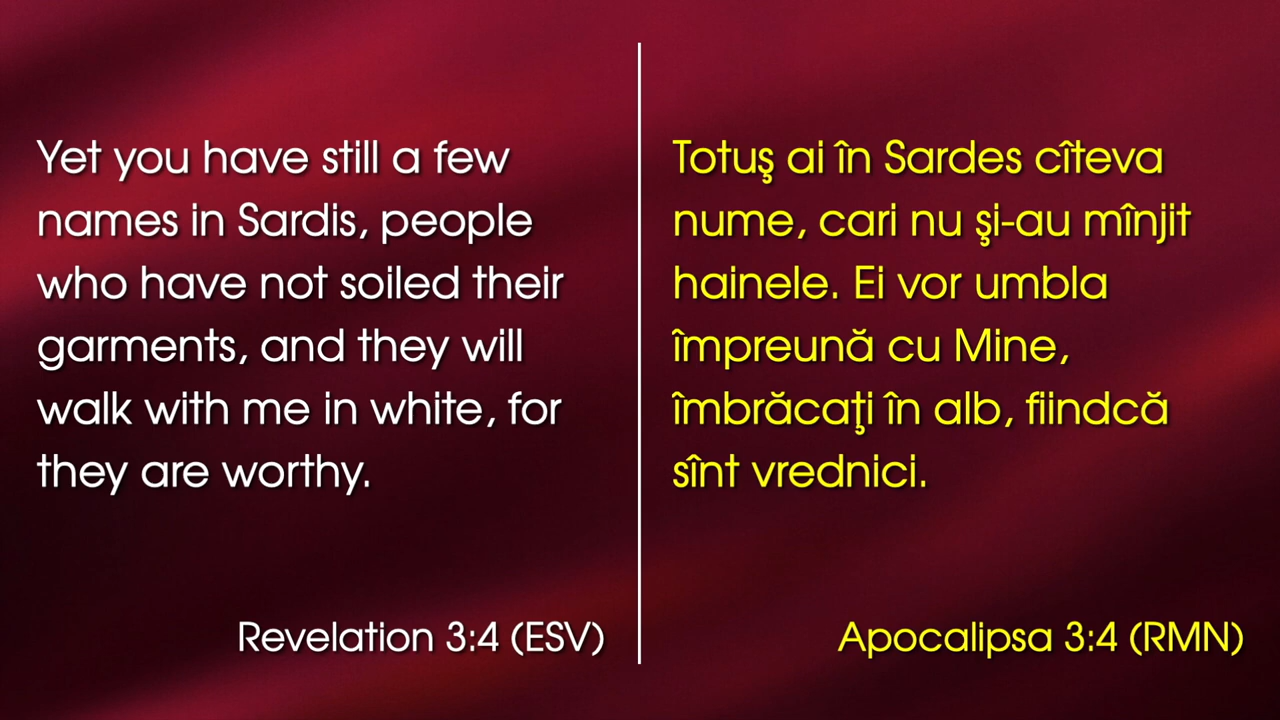 Yet you have still a few
names in Sardis, people
who have not soiled their
garments, and they will
walk with me in white, for
they are worthy.
Revelation 3:4 (ESV)
Totuş ai în Sardes cîteva
nume, cari nu şi-au mînjit
hainele. Ei vor umbla
împreună cu Mine,
îmbrăcaţi în alb, fiindcă
sînt vrednici.
Apocalipsa 3:4 (RMN)